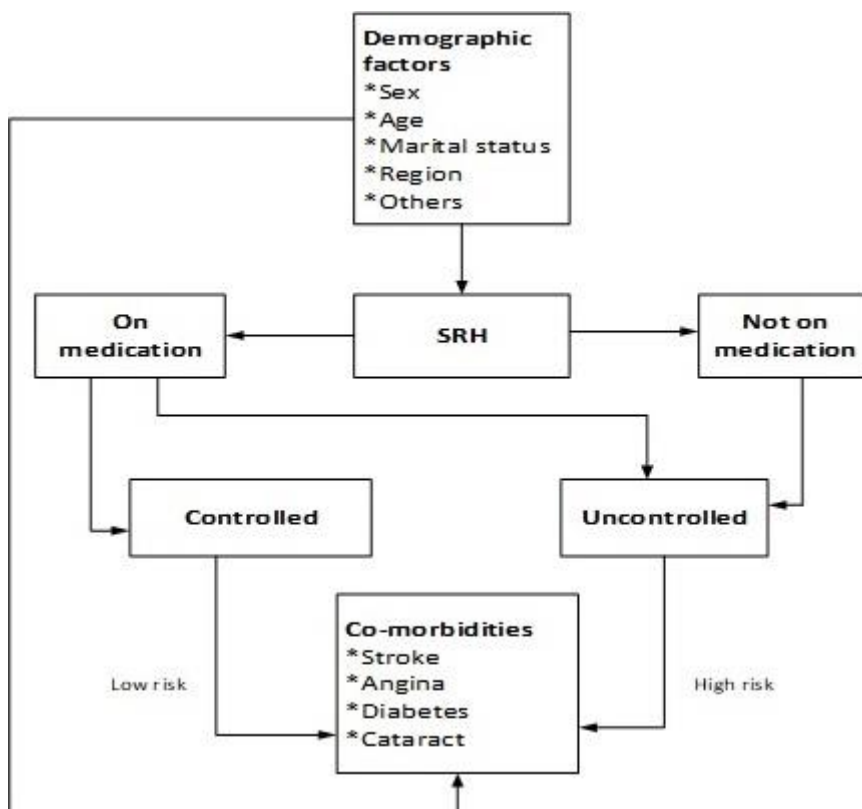 Demographic
factors
*Sex
*Age
*Marital status
*Region
*Others
On
medication
SRH
Not on
medication
Controlled
Uncontrolled
Co-morbidities
*Stroke
*Angina
*Diabetes
*Cataract
Low risk
High risk